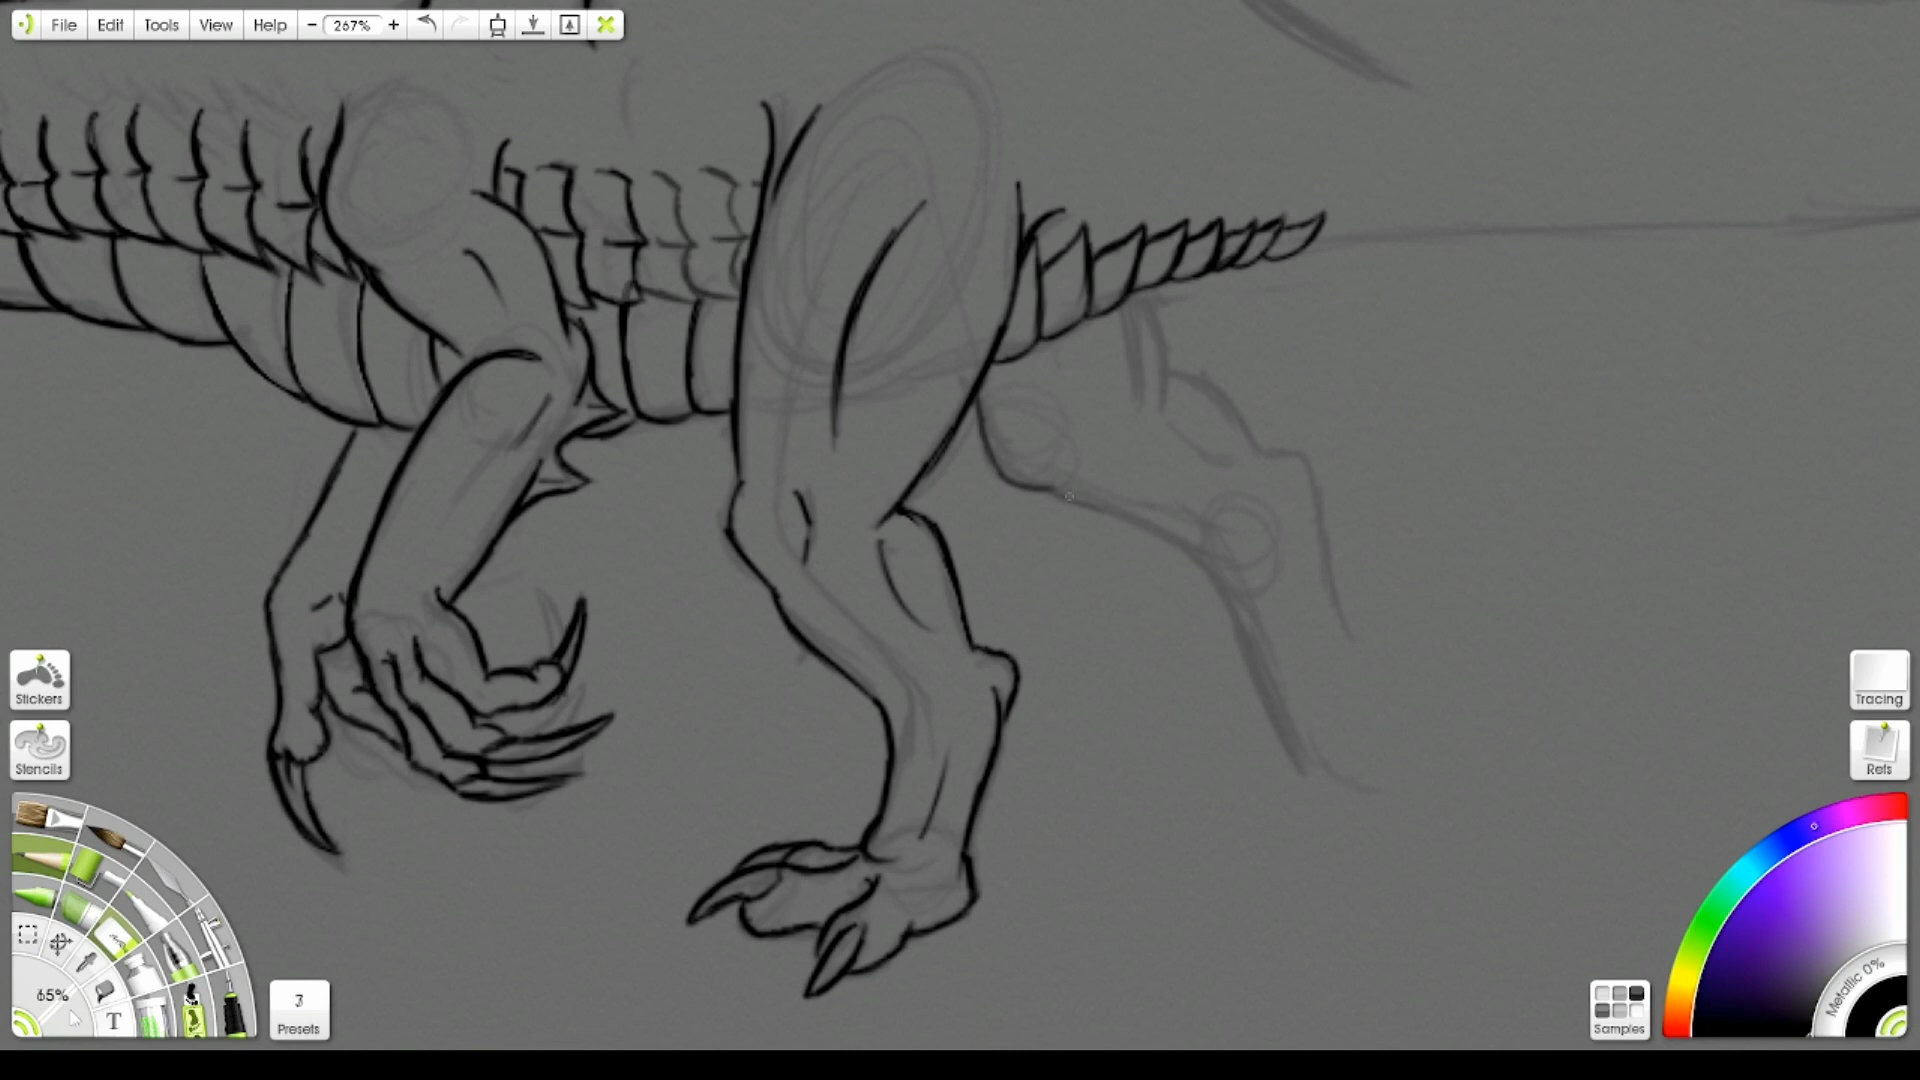 File Edit Tools View Help − 267% +
Stickers
Stencils
65%
T
3
Presets
Tracing
Refs
Metallic 0%
Samples